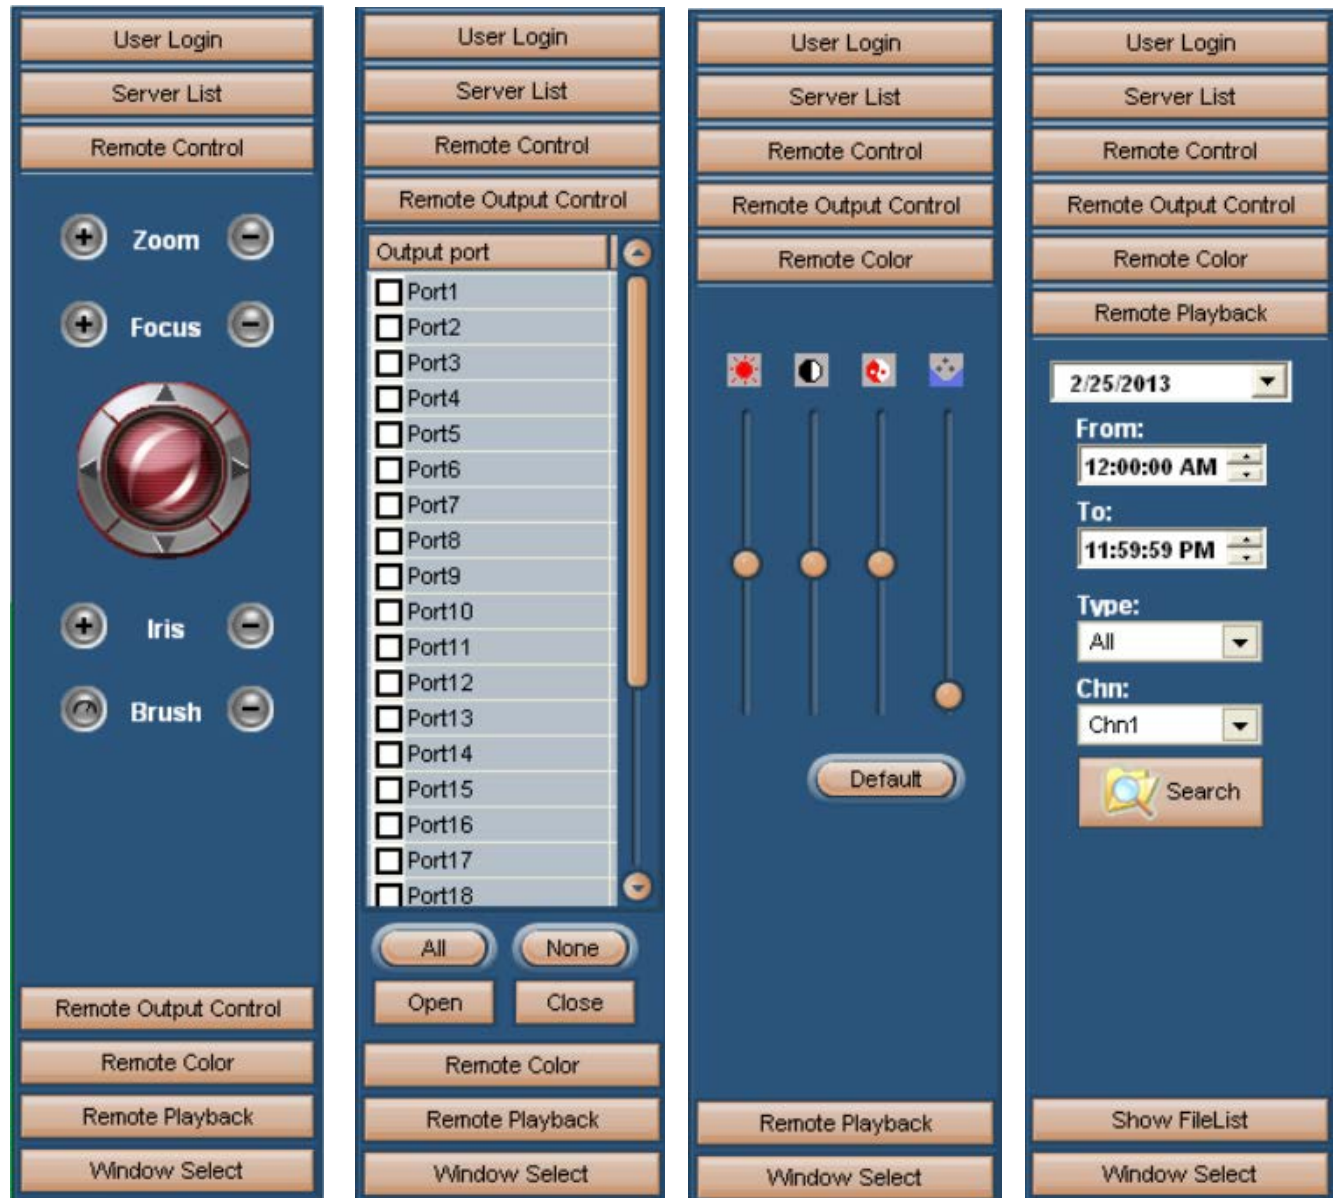 User Login
Server List
Remote Control
Zoom
Focus
Iris
Brush
Remote Output Control
Remote Color
Remote Playback
Window Select
User Login
Server List
Remote Control
Remote Output Control
Output port
Port1
Port2
Port3
Port4
Port5
Port6
Port7
Port8
Port9
Port10
Port11
Port12
Port13
Port14
Port15
Port16
Port17
Port18
All None
Open Close
Remote Color
Remote Playback
Window Select
User Login
Server List
Remote Control
Remote Output Control
Remote Color
Default
Remote Playback
Window Select
User Login
Server List
Remote Control
Remote Output Control
Remote Color
Remote Playback
2/25/2013
From:
12:00:00 AM
To:
11:59:59 PM
Type:
All
Chn:
Chn1
Search
Show FileList
Window Select